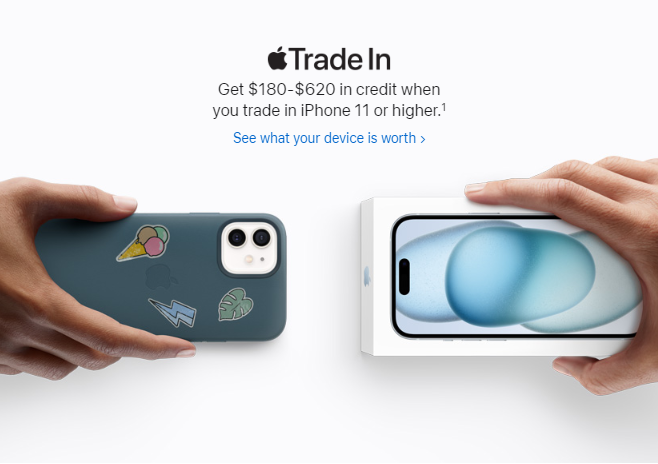 Trade In
Get $180-$620 in credit when
you trade in iPhone 11 or higher.¹
See what your device is worth >